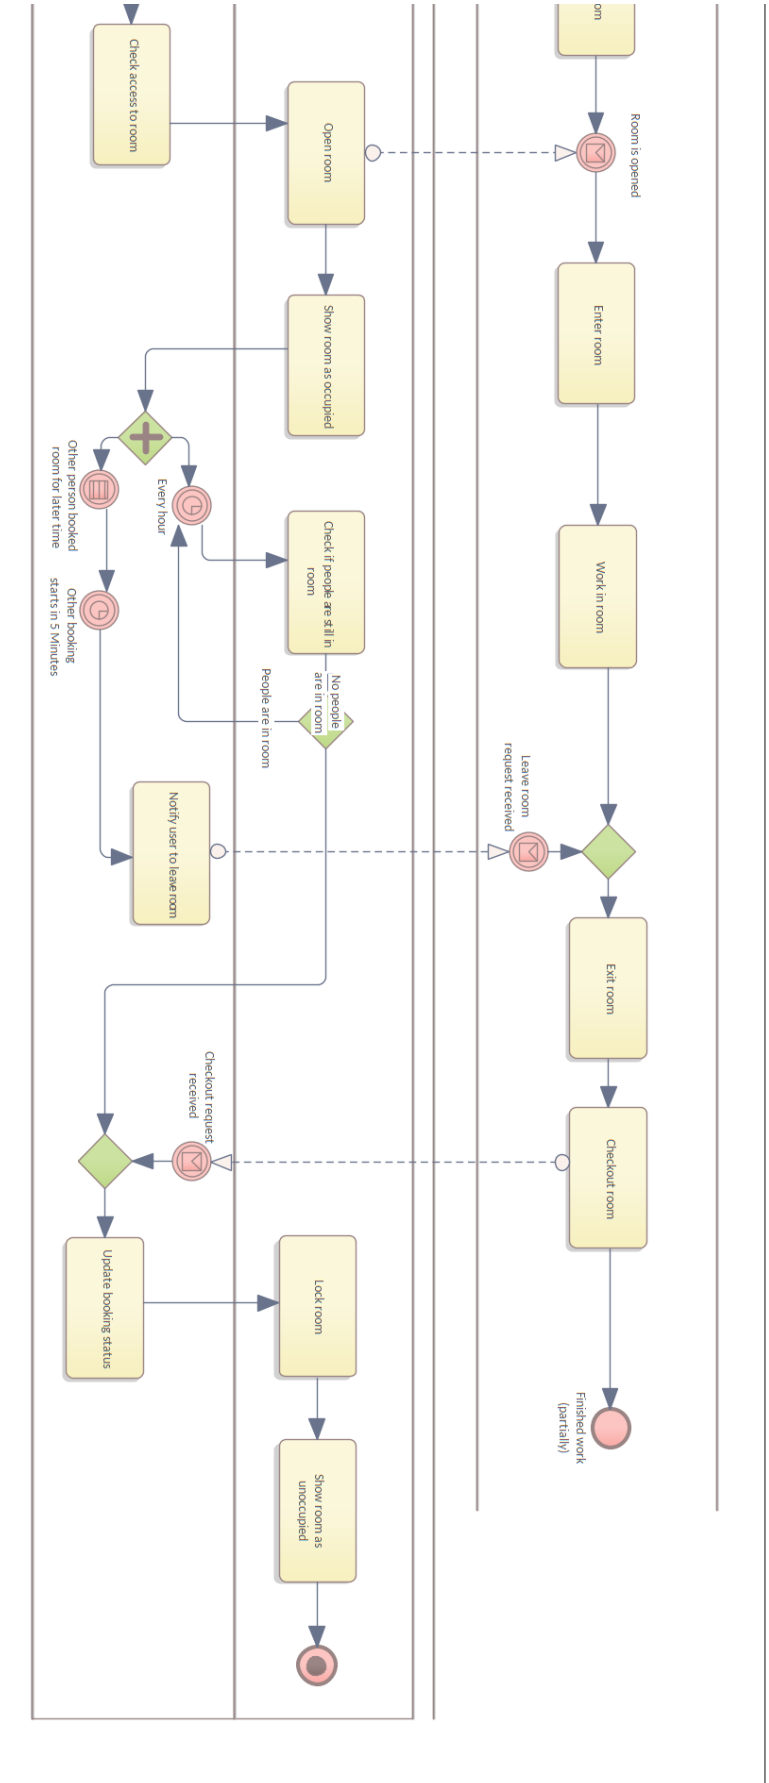 om
Room is opened
Enter room
Work in room
Leave room
request received
Exit room
Checkout room
Finished work
(partially)
Open room
Show room as occupied
Check if people are still in
room
No people
are in room
People are in room
Lock room
Show room as
unoccupied
Check access to room
Every hour
Other person booked
room for later time
Other booking
starts in 5 Minutes
Notify user to leave room
Checkout request
received
Update booking status